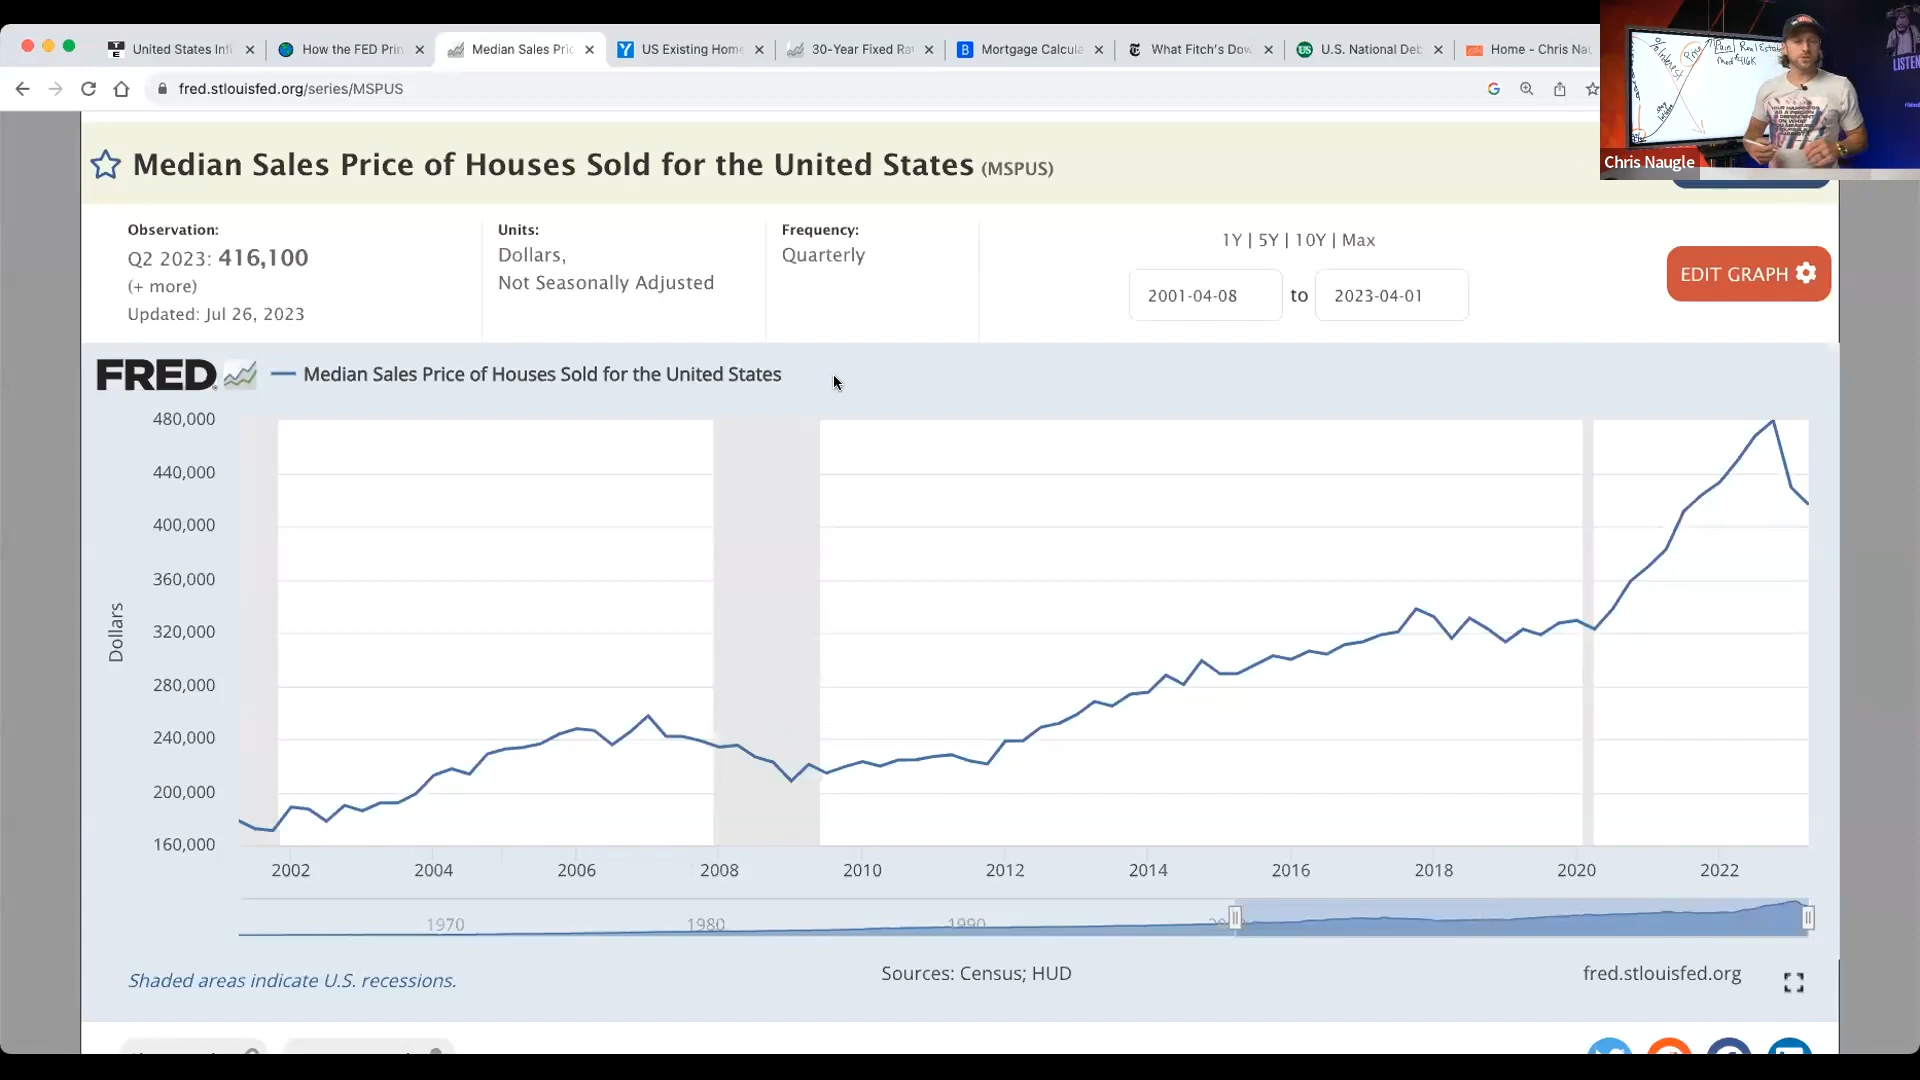 United States Infl
How the FED Prin
Median Sales Pric
US Existing Home
30-Year Fixed Ra
Mortgage Calcula
What Fitch's Dow
U.S. National Deb
Home - Chris Nau
fred.stlouisfed.org/series/MSPUS
Price
Pain
Real Esta
LISTEN
Chris Naugle
Median Sales Price of Houses Sold for the United States (MSPUS)
Observation:
Q2 2023: 416,100
(+ more)
Updated: Jul 26, 2023
Units:
Dollars,
Not Seasonally Adjusted
Frequency:
Quarterly
1Y | 5Y | 10Y | Max
2001-04-08 to 2023-04-01
EDIT GRAPH
FRED
Median Sales Price of Houses Sold for the United States
480,000
440,000
400,000
360,000
320,000
280,000
240,000
200,000
160,000
Dollars
2002 2004 2006 2008 2010 2012 2014 2016 2018 2020 2022
1970 1980 1990
Shaded areas indicate U.S. recessions.
Sources: Census; HUD
fred.stlouisfed.org